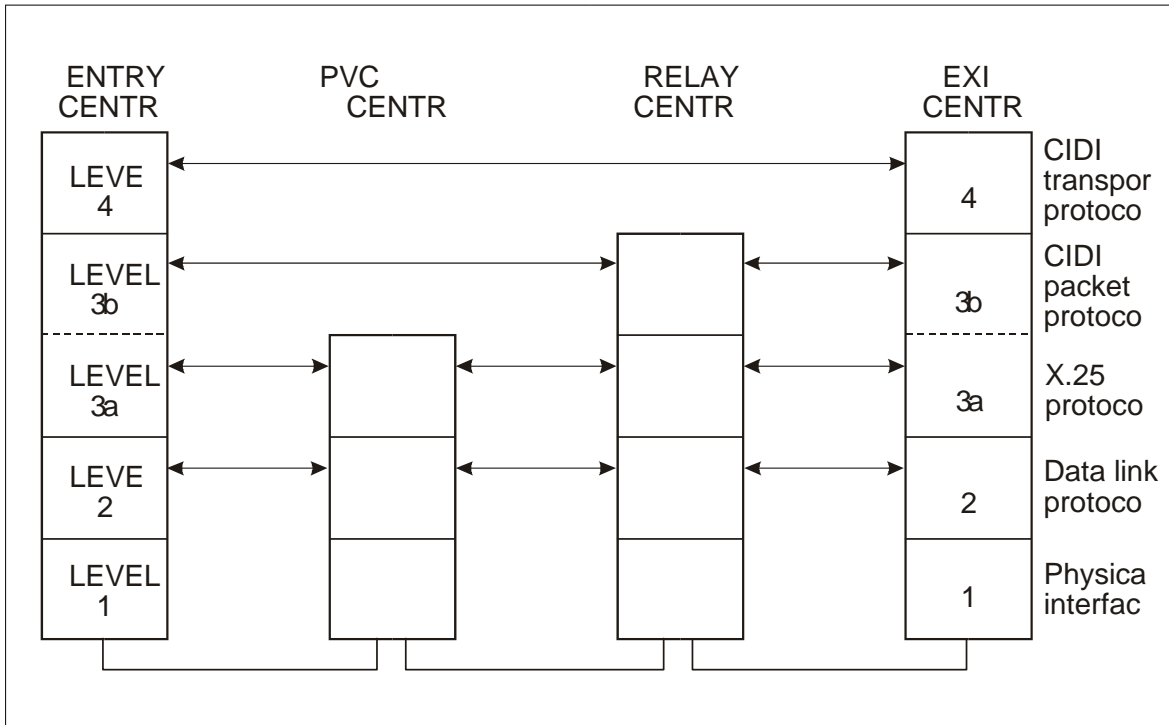 ENTRY
CENTR
PVC
CENTR
RELAY
CENTR
EXI
CENTR
LEVE
4
4
CIDI
transpor
protoco
LEVEL
3b
3b
CIDI
packet
protoco
LEVEL
3a
3a
X.25
protoco
LEVE
2
2
Data link
protoco
LEVEL
1
1
Physica
interfac